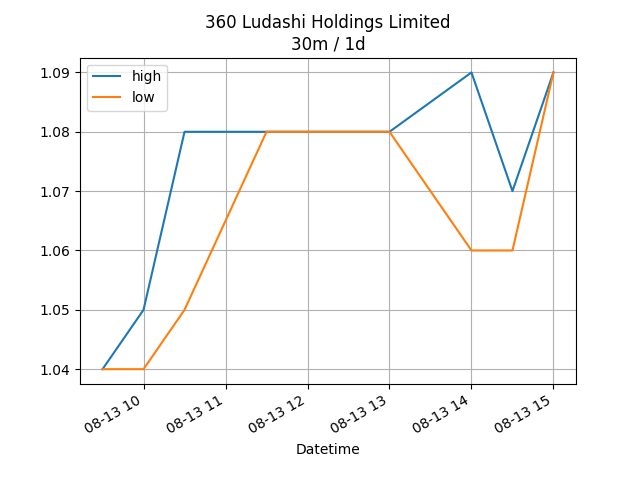 360 Ludashi Holdings Limited
30m / 1d
high
low
1.09
1.08
1.07
1.06
1.05
1.04
08-13 10
08-13 11
08-13 12
08-13 13
08-13 14
08-13 15
Datetime